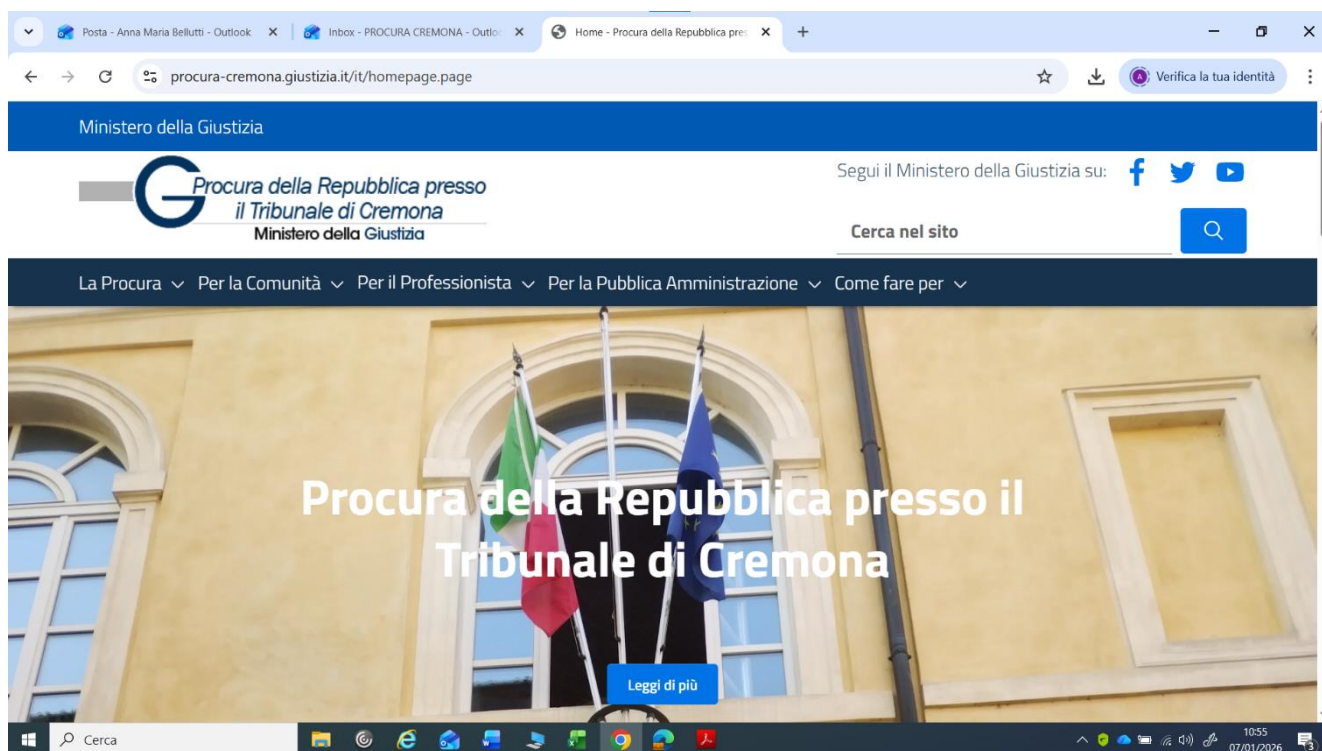 Posta - Anna Maria Bellutti - Outlook
Inbox - PROCURA CREMONA - Outlo
Home - Procura della Repubblica pres
procura-cremona.giustizia.it/it/homepage.page
A
Verifica la tua identità
Ministero della Giustizia
Procura della Repubblica presso
il Tribunale di Cremona
Ministero della Giustizia
Segui il Ministero della Giustizia su:
Cerca nel sito
La Procura
Per la Comunità
Per il Professionista
Per la Pubblica Amministrazione
Come fare per
Procura della Repubblica presso il
Tribunale di Cremona
Leggi di più
Cerca
10:55
07/01/2026
3